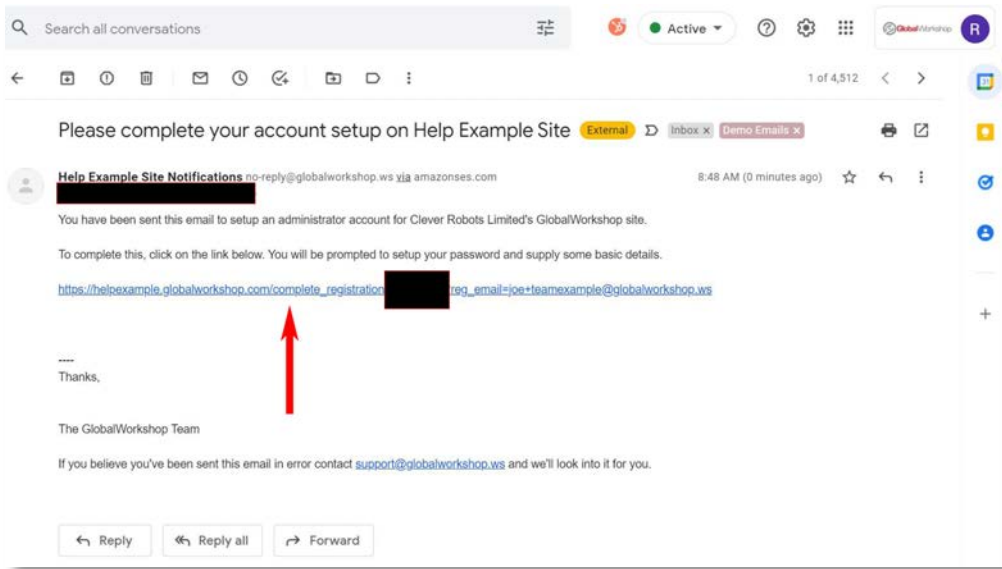 Search all conversations
Active
GlobalWorkshop
R
1 of 4,512
31
Please complete your account setup on Help Example Site External Inbox x Demo Emails x
Help Example Site Notifications no-reply@globalworkshop.ws via amazonses.com 8:48 AM (0 minutes ago)
You have been sent this email to setup an administrator account for Clever Robots Limited's GlobalWorkshop site.
To complete this, click on the link below. You will be prompted to setup your password and supply some basic details.
https://helpexample.globalworkshop.com/complete_registration reg_email=joe+teamexample@globalworkshop.ws
----
Thanks,
The GlobalWorkshop Team
If you believe you've been sent this email in error contact support@globalworkshop.ws and we'll look into it for you.
Reply Reply all Forward